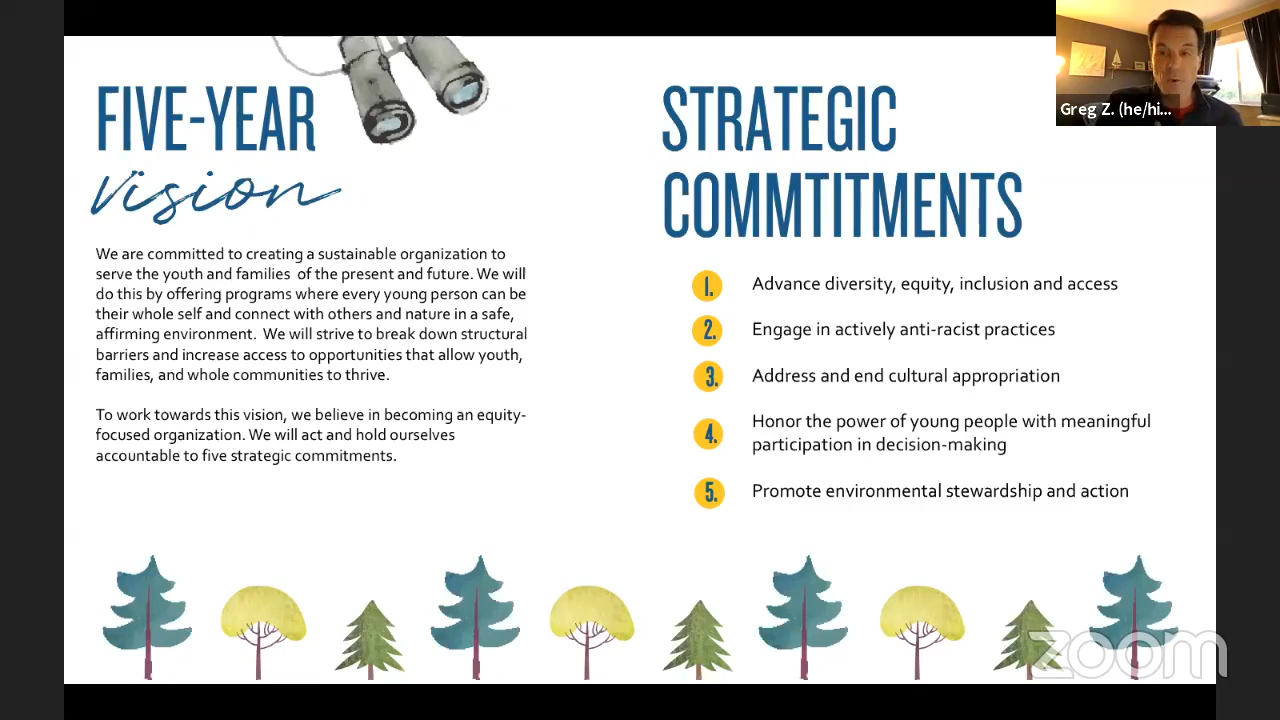 FIVE-YEAR
Vision
We are committed to creating a sustainable organization to
serve the youth and families of the present and future. We will
do this by offering programs where every young person can be
their whole self and connect with others and nature in a safe,
affirming environment. We will strive to break down structural
barriers and increase access to opportunities that allow youth,
families, and whole communities to thrive.
To work towards this vision, we believe in becoming an equity-
focused organization. We will act and hold ourselves
accountable to five strategic commitments.
STRATEGIC
COMMTITMENTS
1. Advance diversity, equity, inclusion and access
2. Engage in actively anti-racist practices
3. Address and end cultural appropriation
4. Honor the power of young people with meaningful
participation in decision-making
5. Promote environmental stewardship and action
Greg Z. (he/hi...
zoom